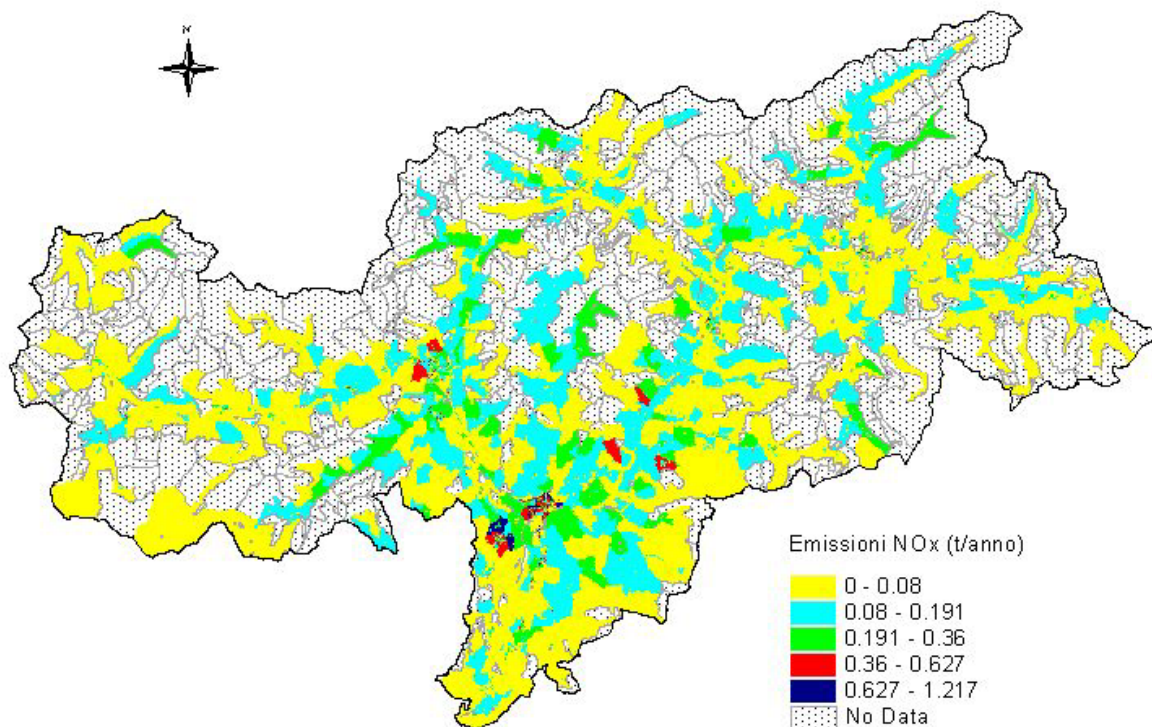 N
Emissioni NOx (t/anno)
0 - 0.08
0.08 - 0.191
0.191 - 0.36
0.36 - 0.627
0.627 - 1.217
No Data